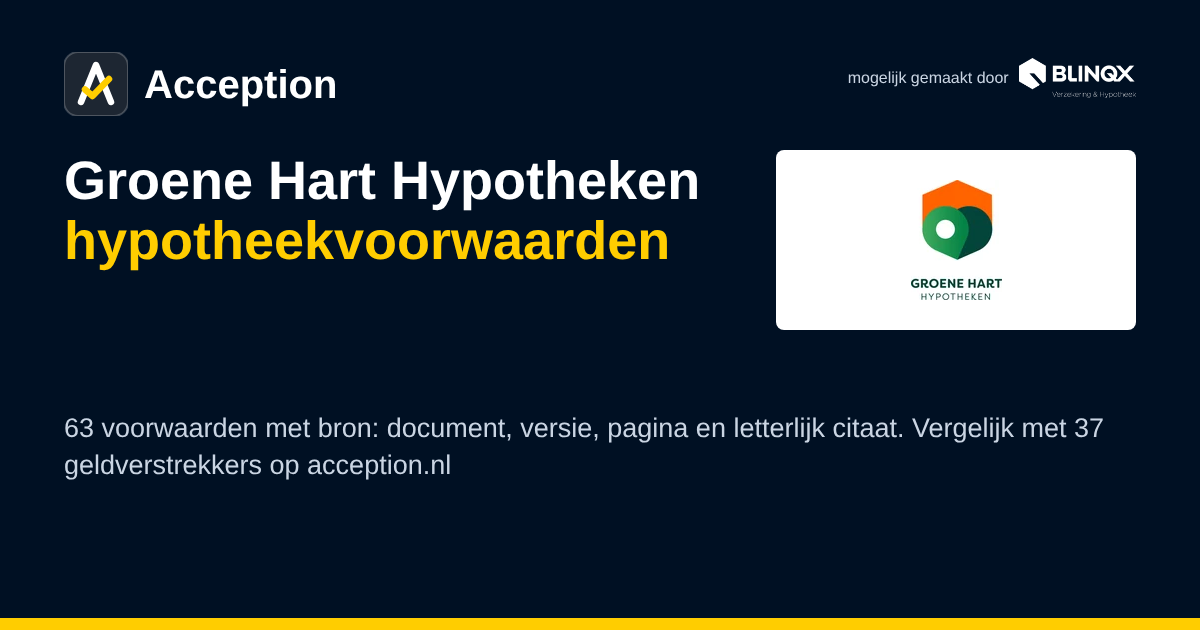 Acception
mogelijk gemaakt door
BLINQX
Verzekering & Hypotheek
Groene Hart Hypotheken
hypotheekvoorwaarden
GROENE HART
HYPOTHEKEN
63 voorwaarden met bron: document, versie, pagina en letterlijk citaat. Vergelijk met 37
geldverstrekkers op acception.nl